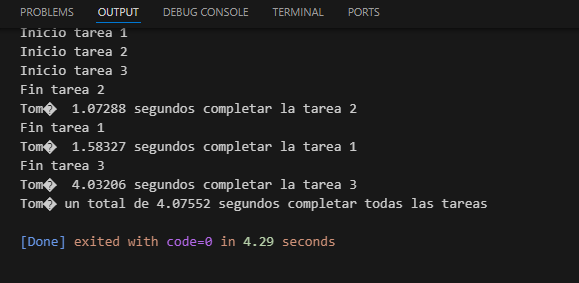 PROBLEMS OUTPUT DEBUG CONSOLE TERMINAL PORTS
Inicio tarea 1
Inicio tarea 2
Inicio tarea 3
Fin tarea 2
Tom�  1.07288 segundos completar la tarea 2
Fin tarea 1
Tom�  1.58327 segundos completar la tarea 1
Fin tarea 3
Tom�  4.03206 segundos completar la tarea 3
Tom� un total de 4.07552 segundos completar todas las tareas
[Done] exited with code=0 in 4.29 seconds